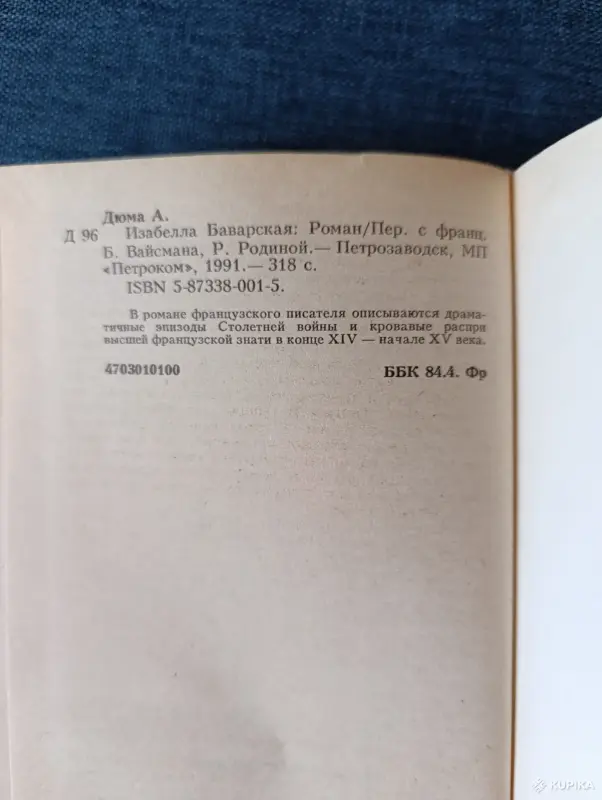 Дюма А.
Д 96 Изабелла Баварская: Роман/Пер. с франц.
Б. Вайсмана, Р. Родиной.— Петрозаводск, МП
«Петроком», 1991.— 318 с.
ISBN 5-87338-001-5.
В романе французского писателя описываются драма-
тичные эпизоды Столетней войны и кровавые распри
высшей французской знати в конце XIV — начале XV века.
4703010100 ББК 84.4. Фр
KUPIKA